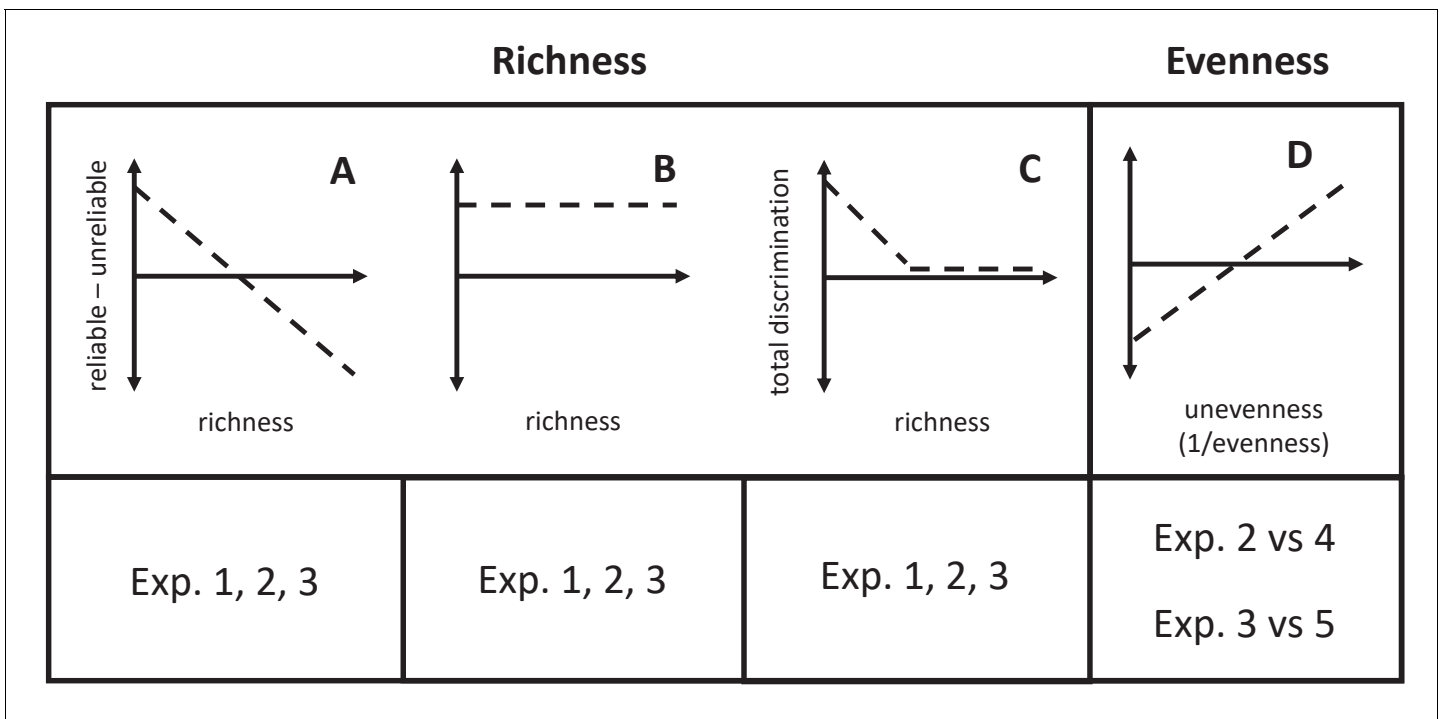 Richness
Evenness
A
reliable – unreliable
richness
B
richness
C
total discrimination
richness
D
unevenness
(1/evenness)
Exp. 1, 2, 3
Exp. 1, 2, 3
Exp. 1, 2, 3
Exp. 2 vs 4
Exp. 3 vs 5